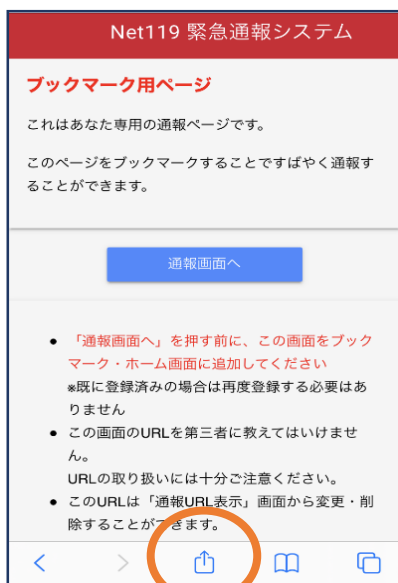 Net119 緊急通報システム
ブックマーク用ページ
これはあなた専用の通報ページです。
このページをブックマークすることですばやく通報す
ることができます。
通報画面へ
● 「通報画面へ」を押す前に、この画面をブック
マーク・ホーム画面に追加してください
※既に登録済みの場合は再度登録する必要はあ
りません
● この画面のURLを第三者に教えてはいけませ
ん。
URLの取り扱いには十分ご注意ください。
● このURLは「通報URL表示」画面から変更・削
除することができます。